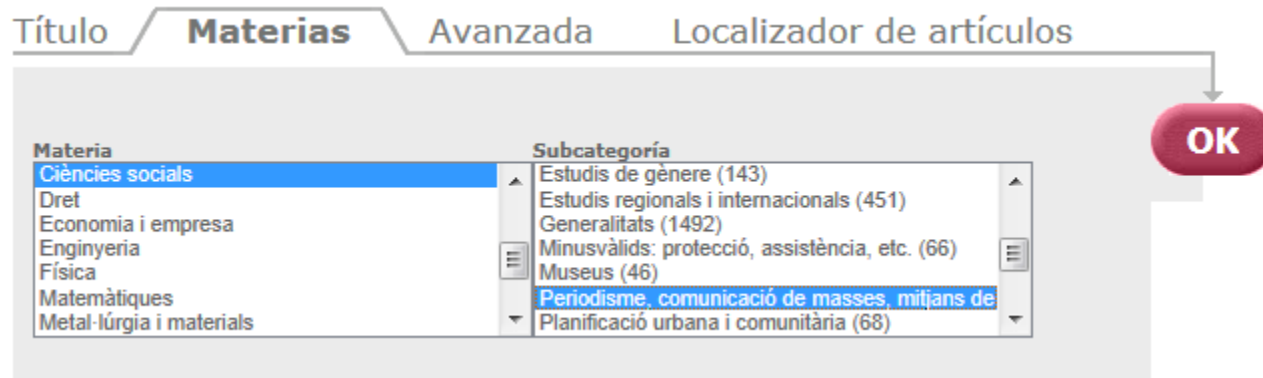 Título Materias Avanzada Localizador de artículos
OK
Materia
Ciències socials
Dret
Economia i empresa
Enginyeria
Física
Matemàtiques
Metal·lúrgia i materials
Subcategoría
Estudis de gènere (143)
Estudis regionals i internacionals (451)
Generalitats (1492)
Minusvàlids: protecció, assistència, etc. (66)
Museus (46)
Periodisme, comunicació de masses, mitjans de
Planificació urbana i comunitària (68)